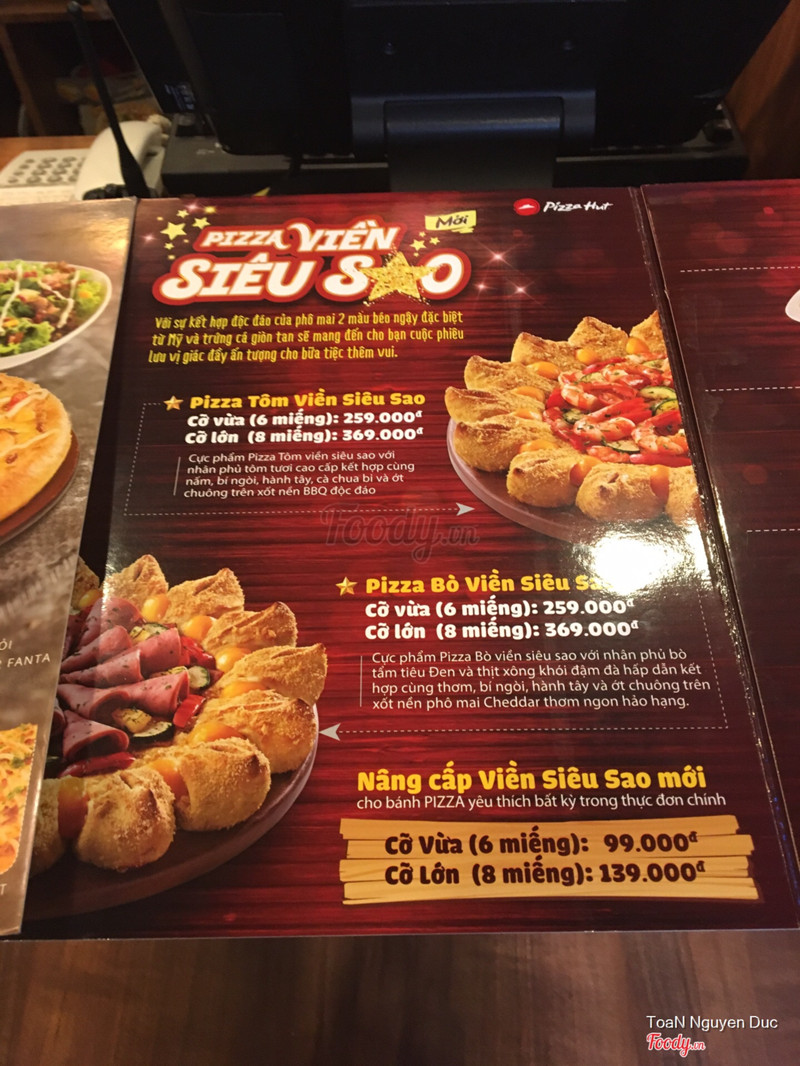 Mới
Pizza Hut
PIZZA VIỀN
SIÊU SAO
Với sự kết hợp độc đáo của phô mai 2 màu béo ngậy đặc biệt
từ Mỹ và trứng cá giòn tan sẽ mang đến cho bạn cuộc phiêu
lưu vị giác đầy ấn tượng cho bữa tiệc thêm vui.
Pizza Tôm Viền Siêu Sao
Cỡ vừa (6 miếng): 259.000đ
Cỡ lớn (8 miếng): 369.000đ
Cực phẩm Pizza Tôm viền siêu sao với
nhân phủ tôm tươi cao cấp kết hợp cùng
nấm, bí ngòi, hành tây, cà chua bi và ớt
chuông trên xốt nền BBQ độc đáo
Foody.vn
Pizza Bò Viền Siêu
Cỡ vừa (6 miếng): 259.000đ
Cỡ lớn (8 miếng): 369.000đ
Cực phẩm Pizza Bò viền siêu sao với nhân phủ bò
tẩm tiêu Đen và thịt xông khói đậm đà hấp dẫn kết
hợp cùng thơm, bí ngòi, hành tây và ớt chuông trên
xốt nền phô mai Cheddar thơm ngon hảo hạng.
FANTA
Nâng cấp Viền Siêu Sao mới
cho bánh PIZZA yêu thích bất kỳ trong thực đơn chính
Cỡ Vừa (6 miếng): 99.000đ
Cỡ Lớn (8 miếng): 139.000đ
ToaN Nguyen Duc
Foody.vn